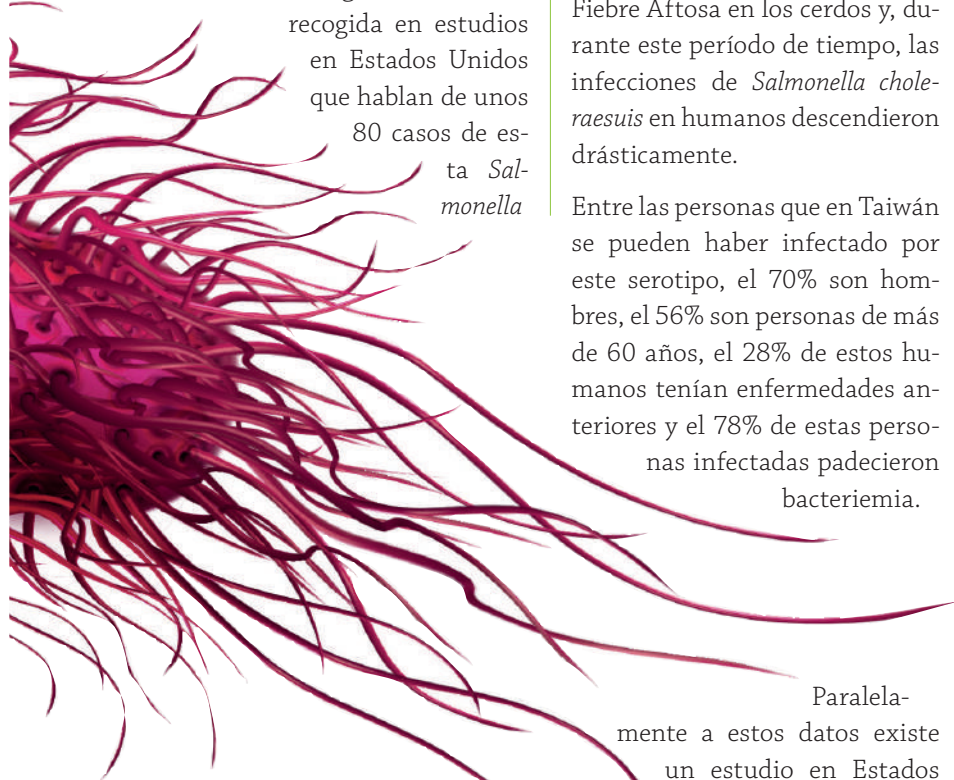 recogida en estudios
en Estados Unidos
que hablan de unos
80 casos de es-
ta Sal-
monella
Fiebre Aftosa en los cerdos y, du-
rante este período de tiempo, las
infecciones de Salmonella chole-
raesuis en humanos descendieron
drásticamente.
Entre las personas que en Taiwán
se pueden haber infectado por
este serotipo, el 70% son hom-
bres, el 56% son personas de más
de 60 años, el 28% de estos hu-
manos tenían enfermedades an-
teriores y el 78% de estas perso-
nas infectadas padecieron
bacteriemia.
Paralela-
mente a estos datos existe
un estudio en Estados